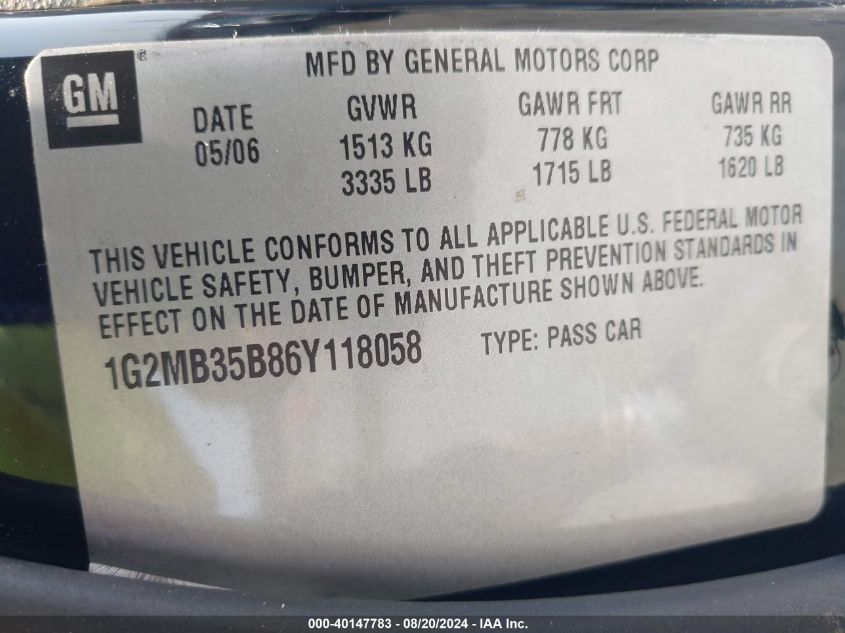 GM
MFD BY GENERAL MOTORS CORP
DATE GVWR GAWR FRT GAWR RR
05/06 1513 KG 778 KG 735 KG
3335 LB 1715 LB 1620 LB
THIS VEHICLE CONFORMS TO ALL APPLICABLE U.S. FEDERAL MOTOR
VEHICLE SAFETY, BUMPER, AND THEFT PREVENTION STANDARDS IN
EFFECT ON THE DATE OF MANUFACTURE SHOWN ABOVE.
1G2MB35B86Y118058 TYPE: PASS CAR
000-40147783 - 08/20/2024 - IAA Inc.